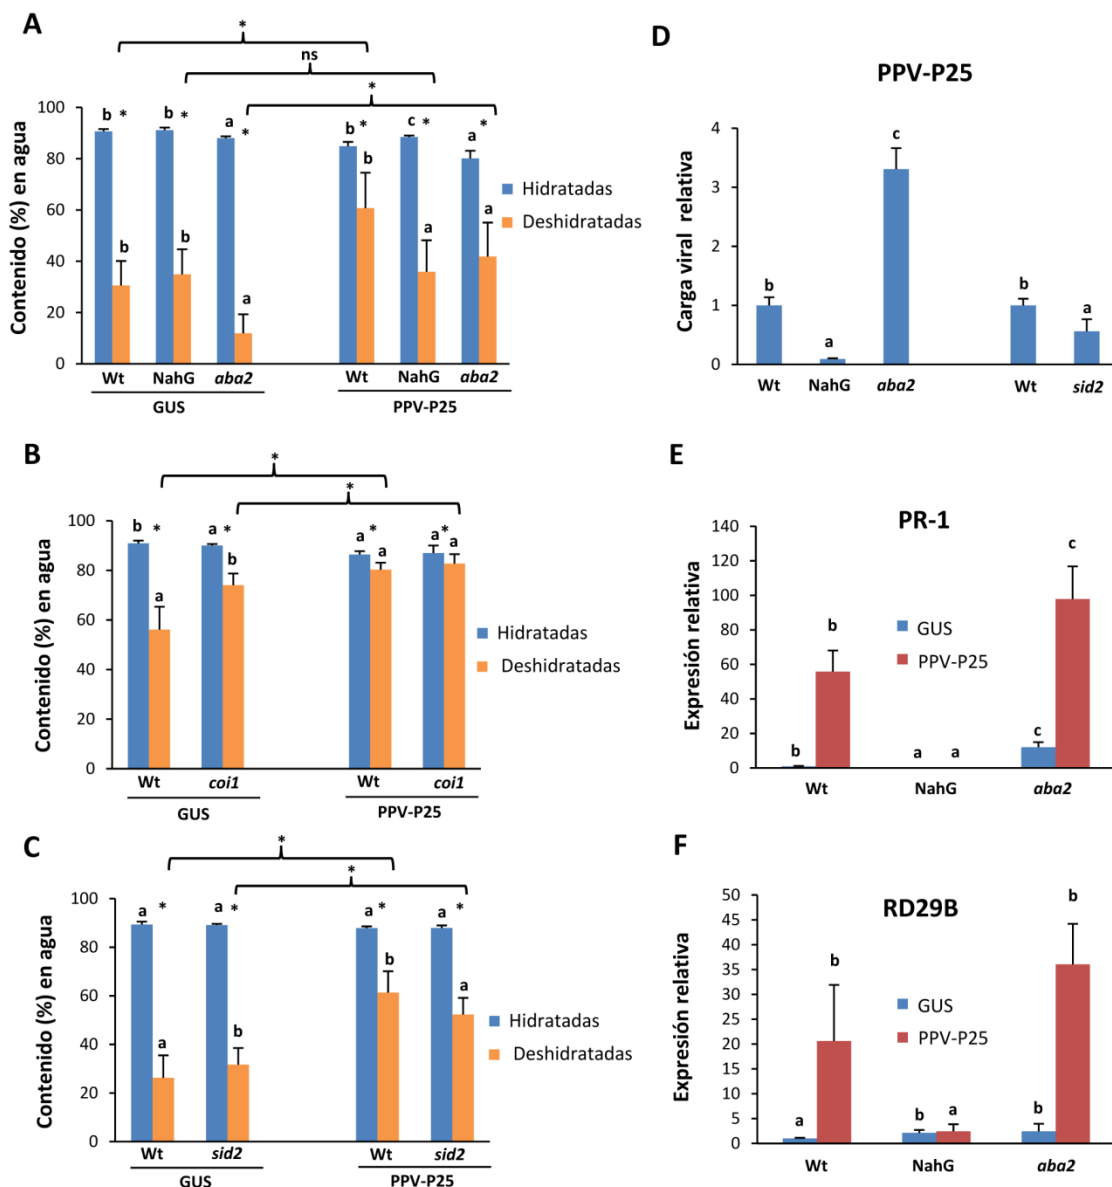 A
*
ns
*
Contenido (%) en agua
100
80
60
40
20
0
b * b * a *
b b a
b * c * a *
b a a
Hidratadas
Deshidratadas
Wt NahG aba2 Wt NahG aba2
GUS PPV-P25
B
*
*
Contenido (%) en agua
100
80
60
40
20
0
b * a *
a b
a * a *
a a
Hidratadas
Deshidratadas
Wt coi1 Wt coi1
GUS PPV-P25
C
*
*
Contenido (%) en agua
100
80
60
40
20
0
a * a *
a b
a * a *
b a
Hidratadas
Deshidratadas
Wt sid2 Wt sid2
GUS PPV-P25
D
PPV-P25
Carga viral relativa
4
3
2
1
0
b a c b a
Wt NahG aba2 Wt sid2
E
PR-1
Expresión relativa
140
120
100
80
60
40
20
0
b b a a c c
GUS
PPV-P25
Wt NahG aba2
F
RD29B
Expresión relativa
50
45
40
35
30
25
20
15
10
5
0
a b b a b b
GUS
PPV-P25
Wt NahG aba2